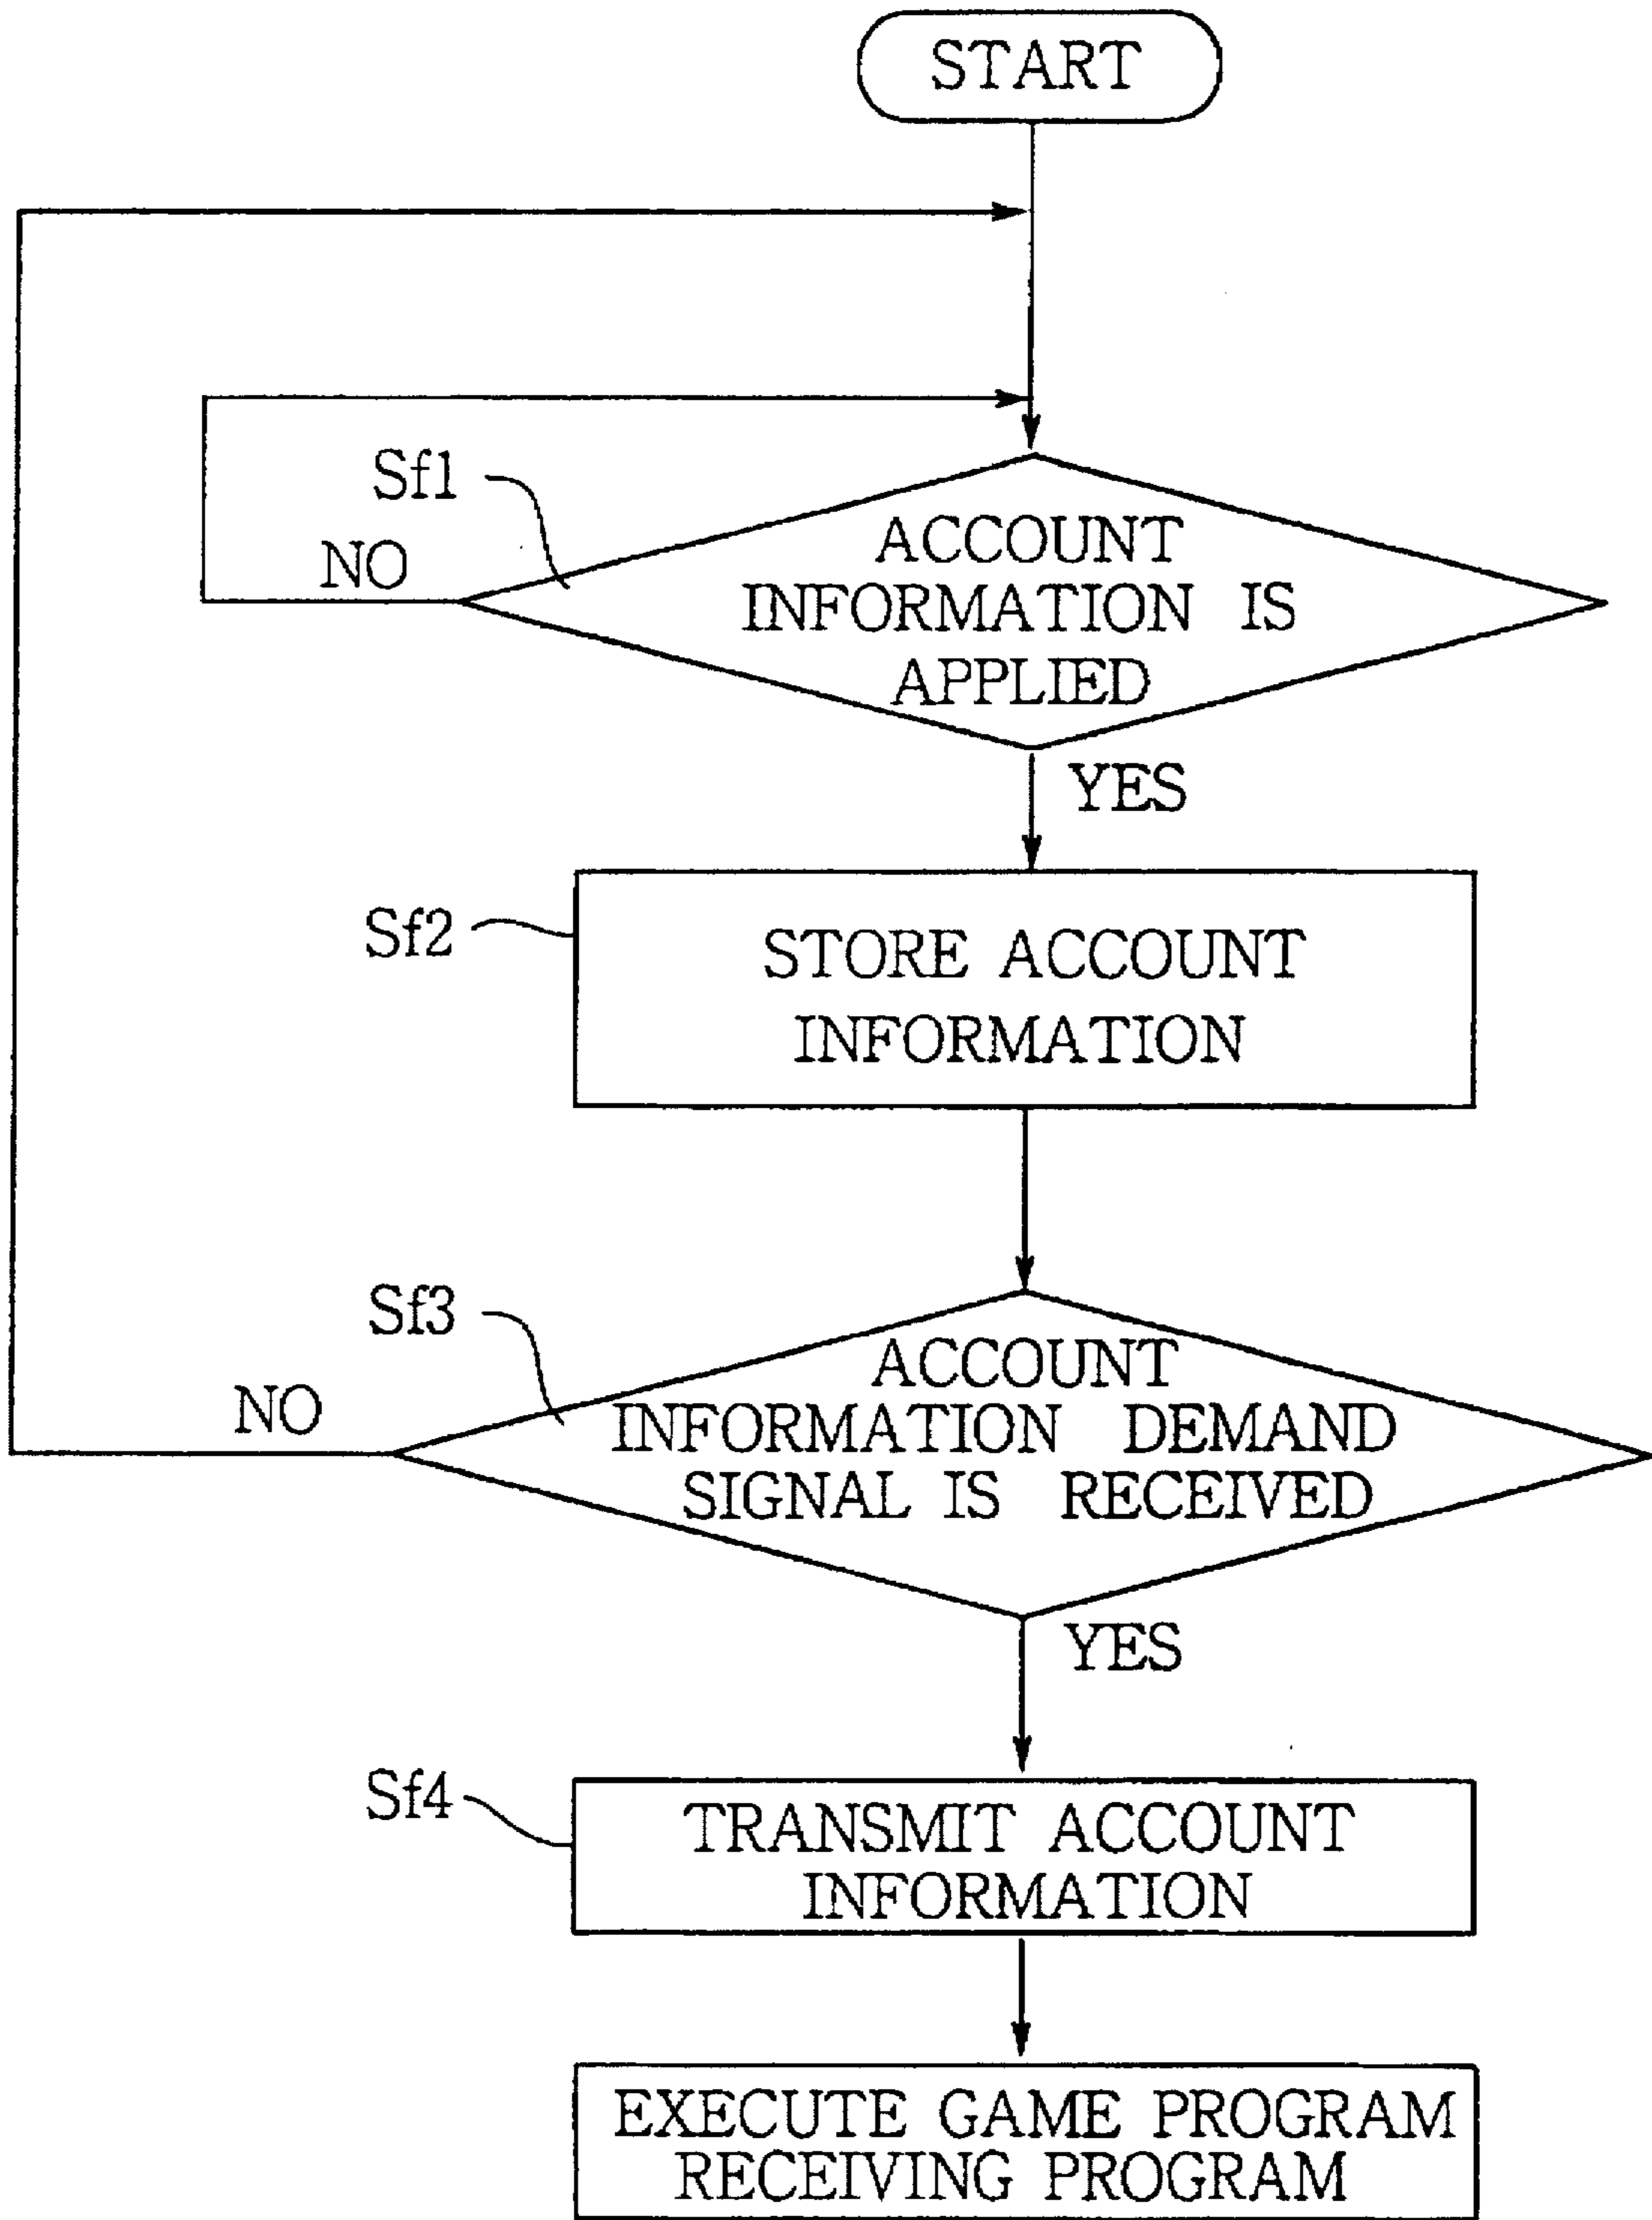 START
Sf1
NO
ACCOUNT
INFORMATION IS
APPLIED
YES
Sf2
STORE ACCOUNT
INFORMATION
Sf3
NO
ACCOUNT
INFORMATION DEMAND
SIGNAL IS RECEIVED
YES
Sf4
TRANSMIT ACCOUNT
INFORMATION
EXECUTE GAME PROGRAM
RECEIVING PROGRAM